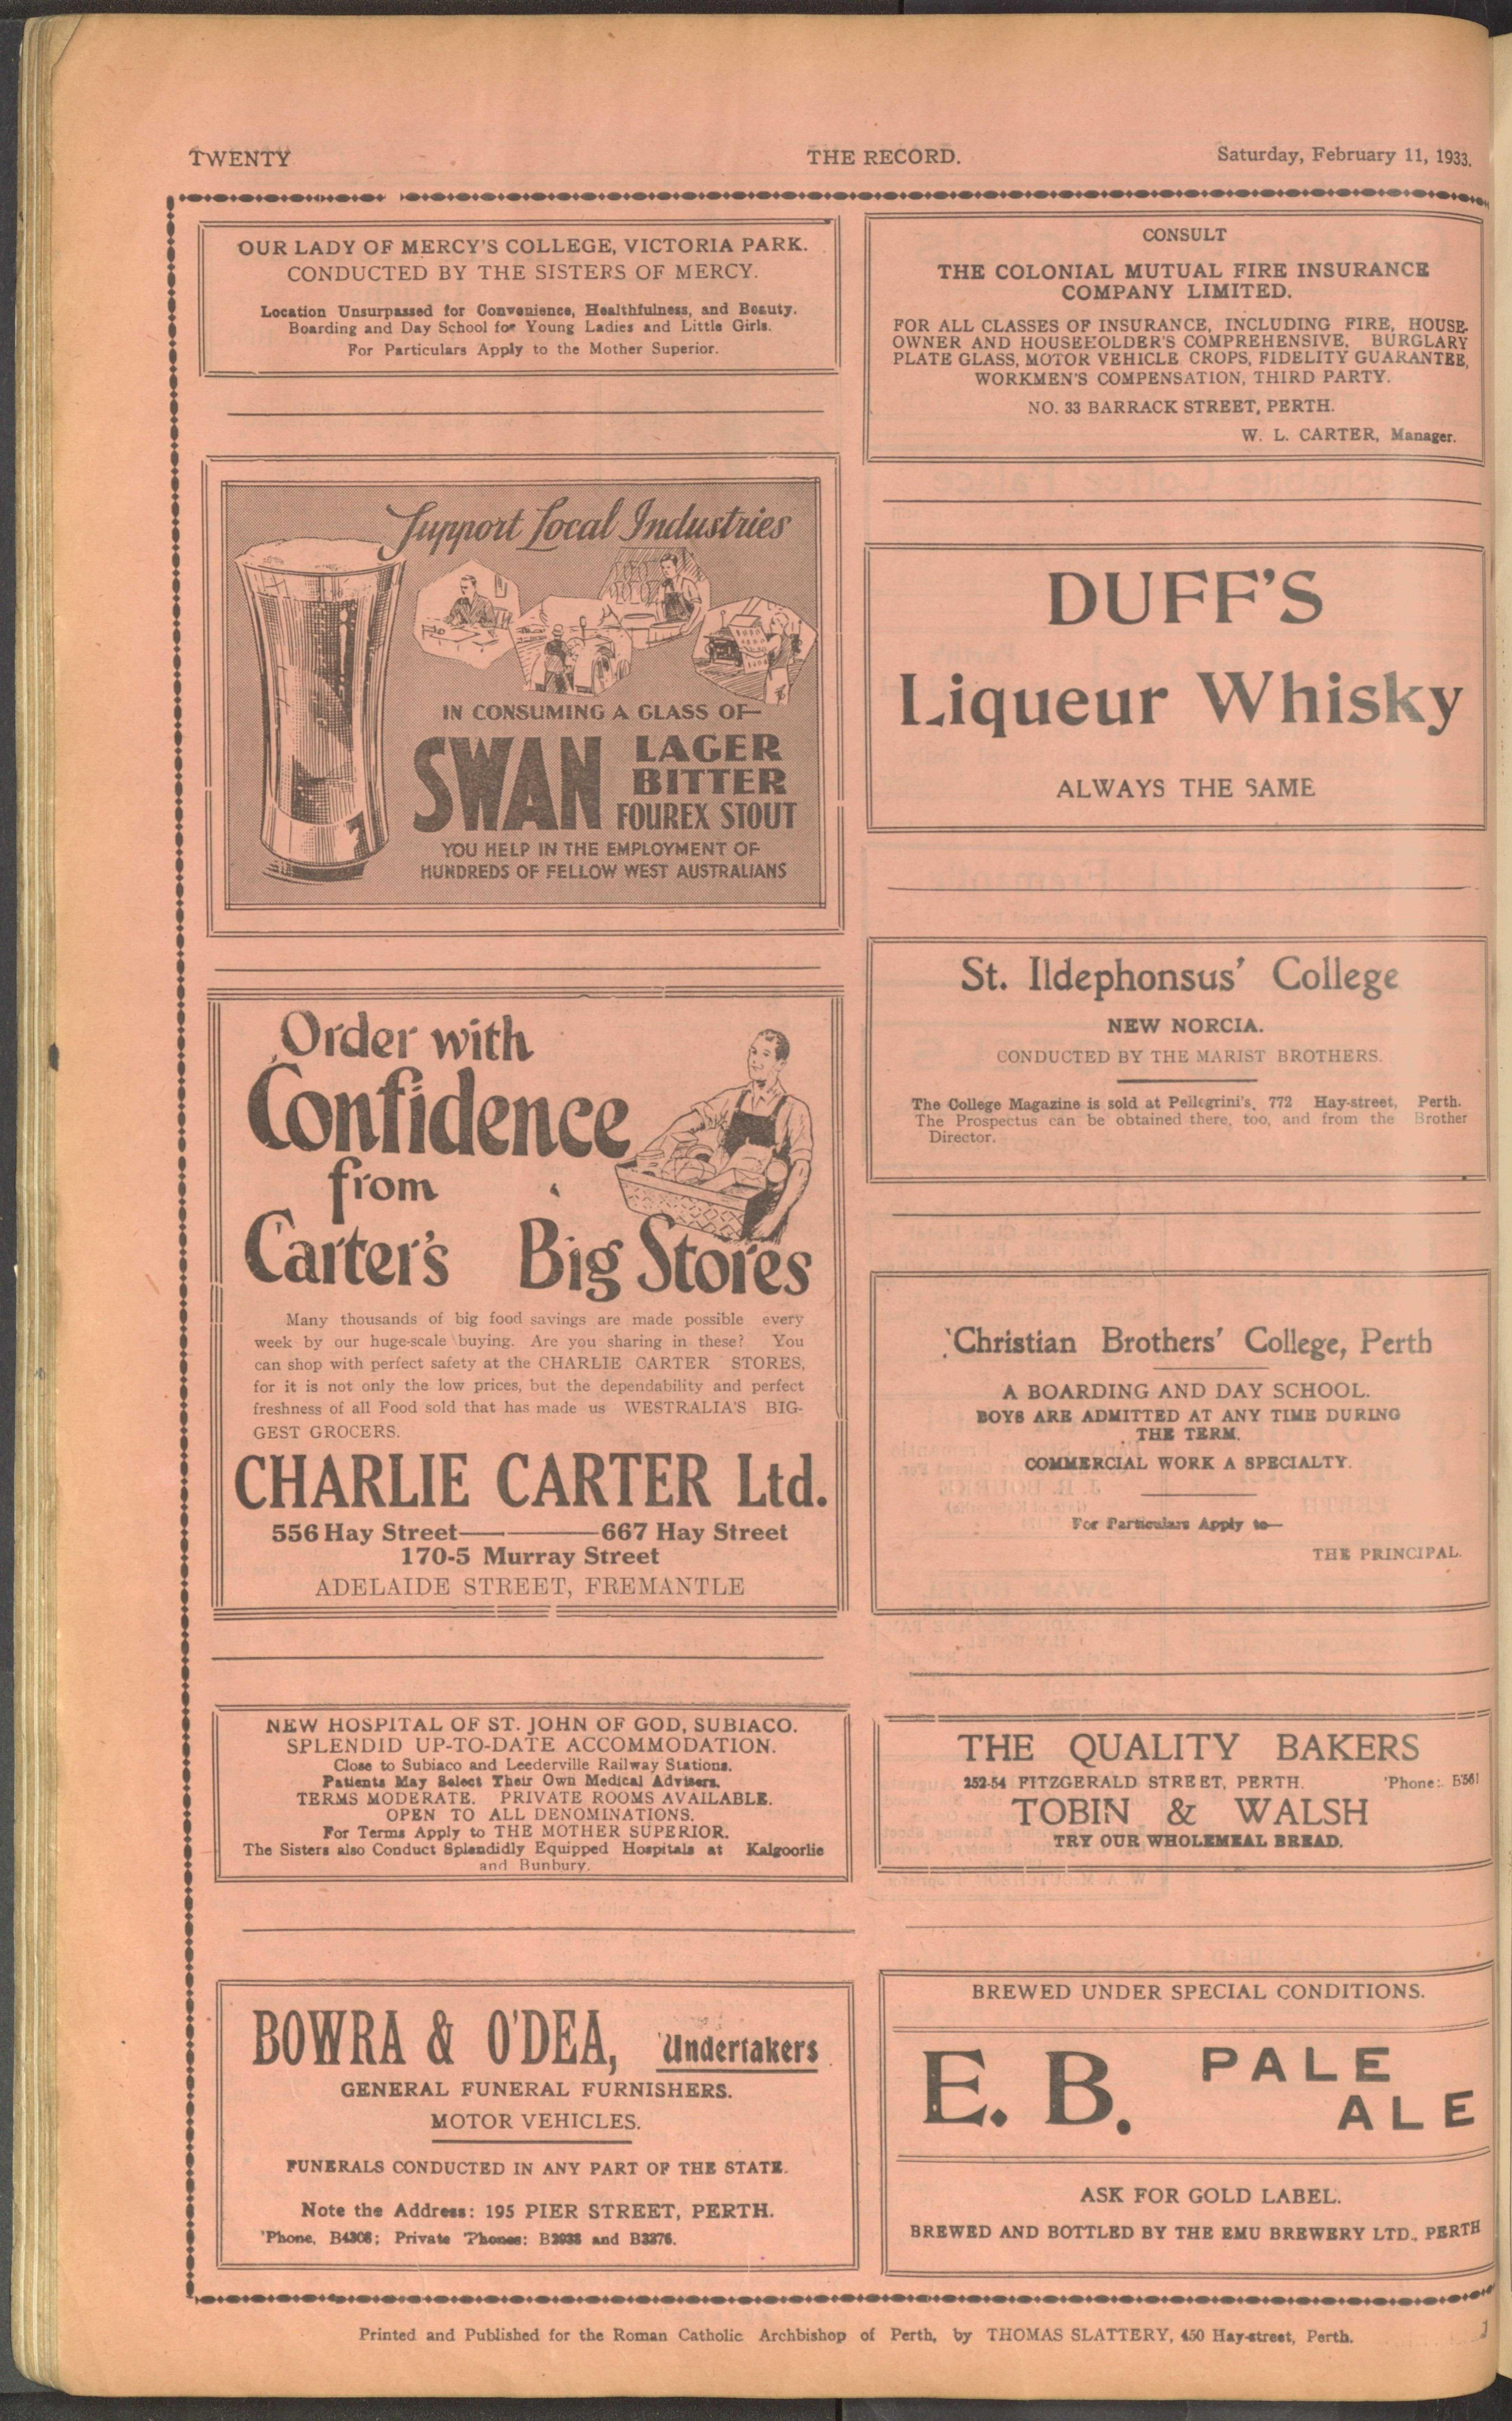 TWENTY
THE RECORD.
Saturday, February 11, 1933.
OUR LADY OF MERCY'S COLLEGE, VICTORIA PARK.
CONDUCTED BY THE SISTERS OF MERCY.
Location Unsurpassed for Convenience, Healthfulness, and Beauty.
Boarding and Day School for Young Ladies and Little Girls.
For Particulars Apply to the Mother Superior.
Support Local Industries
IN CONSUMING A GLASS OF—
SWAN LAGER
BITTER
FOUREX STOUT
YOU HELP IN THE EMPLOYMENT OF
HUNDREDS OF FELLOW WEST AUSTRALIANS
Order with
Confidence
from
Carter's Big Stores
Many thousands of big food savings are made possible every
week by our huge-scale buying. Are you sharing in these? You
can shop with perfect safety at the CHARLIE CARTER STORES,
for it is not only the low prices, but the dependability and perfect
freshness of all Food sold that has made us WESTRALIA'S BIG-
GEST GROCERS.
CHARLIE CARTER Ltd.
556 Hay Street———667 Hay Street
170-5 Murray Street
ADELAIDE STREET, FREMANTLE
NEW HOSPITAL OF ST. JOHN OF GOD, SUBIACO.
SPLENDID UP-TO-DATE ACCOMMODATION.
Close to Subiaco and Leederville Railway Stations.
Patients May Select Their Own Medical Advisers.
TERMS MODERATE. PRIVATE ROOMS AVAILABLE.
OPEN TO ALL DENOMINATIONS.
For Terms Apply to THE MOTHER SUPERIOR.
The Sisters also Conduct Splendidly Equipped Hospitals at Kalgoorlie
and Bunbury.
BOWRA & O'DEA, Undertakers
GENERAL FUNERAL FURNISHERS.
MOTOR VEHICLES.
FUNERALS CONDUCTED IN ANY PART OF THE STATE.
Note the Address: 195 PIER STREET, PERTH.
'Phone, B4308; Private 'Phones: B2938 and B3376.
CONSULT
THE COLONIAL MUTUAL FIRE INSURANCE
COMPANY LIMITED.
FOR ALL CLASSES OF INSURANCE, INCLUDING FIRE, HOUSE-
OWNER AND HOUSEHOLDER'S COMPREHENSIVE, BURGLARY
PLATE GLASS, MOTOR VEHICLE CROPS, FIDELITY GUARANTEE,
WORKMEN'S COMPENSATION, THIRD PARTY.
NO. 33 BARRACK STREET, PERTH.
W. L. CARTER, Manager.
DUFF'S
Liqueur Whisky
ALWAYS THE SAME
St. Ildephonsus' College
NEW NORCIA.
CONDUCTED BY THE MARIST BROTHERS.
The College Magazine is sold at Pellegrini's, 772 Hay-street, Perth.
The Prospectus can be obtained there, too, and from the Brother
Director.
Christian Brothers' College, Perth
A BOARDING AND DAY SCHOOL.
BOYS ARE ADMITTED AT ANY TIME DURING
THE TERM.
COMMERCIAL WORK A SPECIALTY.
For Particulars Apply to—
THE PRINCIPAL.
THE QUALITY BAKERS
252-54 FITZGERALD STREET, PERTH. 'Phone:
TOBIN & WALSH
TRY OUR WHOLEMEAL BREAD.
BREWED UNDER SPECIAL CONDITIONS.
E. B. PALE
ALE
ASK FOR GOLD LABEL.
BREWED AND BOTTLED BY THE EMU BREWERY LTD., PERTH
Printed and Published for the Roman Catholic Archbishop of Perth, by THOMAS SLATTERY, 450 Hay-street, Perth.